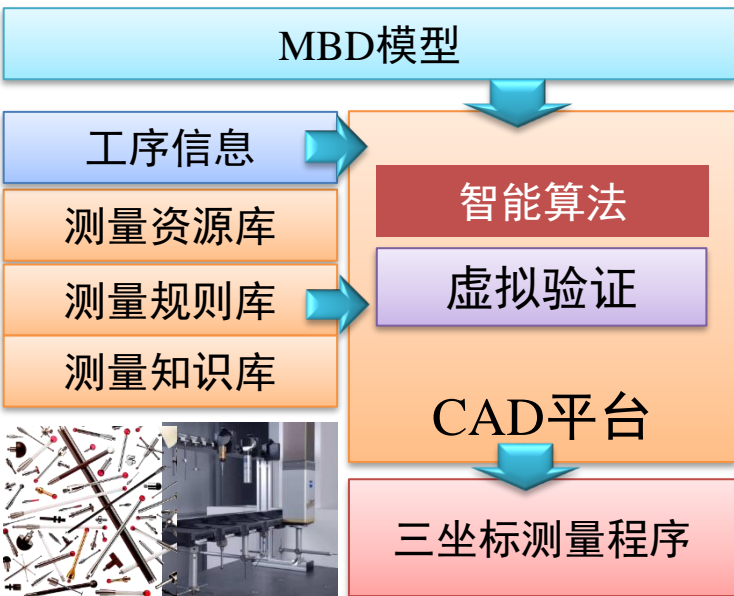 MBD模型
工序信息
测量资源库
测量规则库
测量知识库
智能算法
虚拟验证
CAD平台
三坐标测量程序